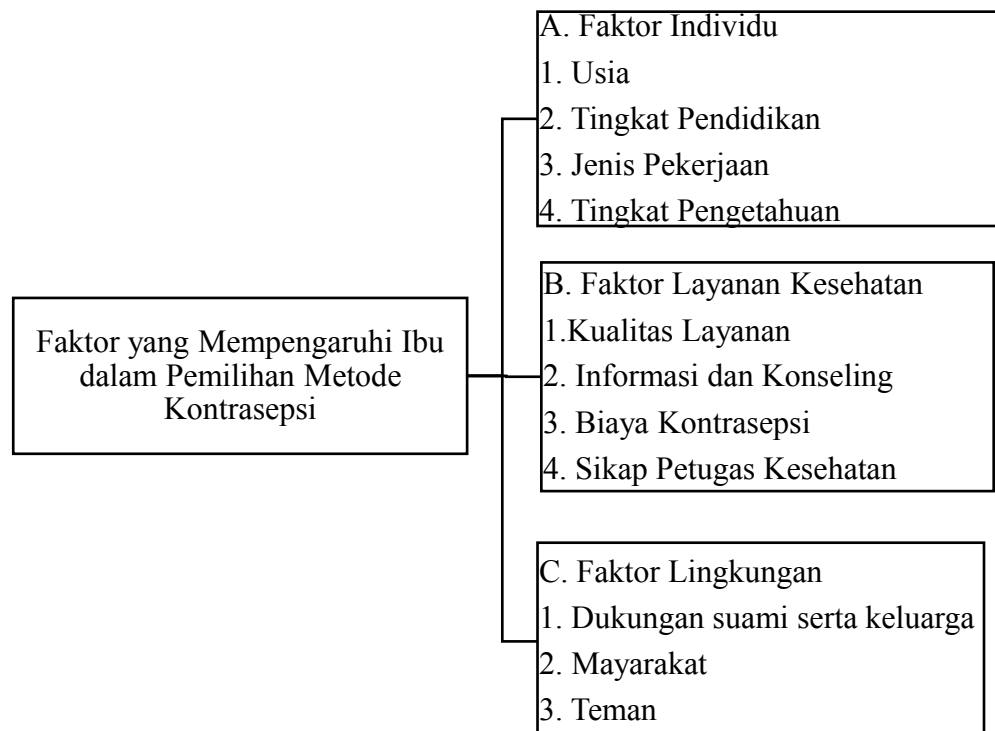 A. Faktor Individu
1. Usia
2. Tingkat Pendidikan
3. Jenis Pekerjaan
4. Tingkat Pengetahuan
Faktor yang Mempengaruhi Ibu
dalam Pemilihan Metode
Kontrasepsi
B. Faktor Layanan Kesehatan
1.Kualitas Layanan
2. Informasi dan Konseling
3. Biaya Kontrasepsi
4. Sikap Petugas Kesehatan
C. Faktor Lingkungan
1. Dukungan suami serta keluarga
2. Mayarakat
3. Teman